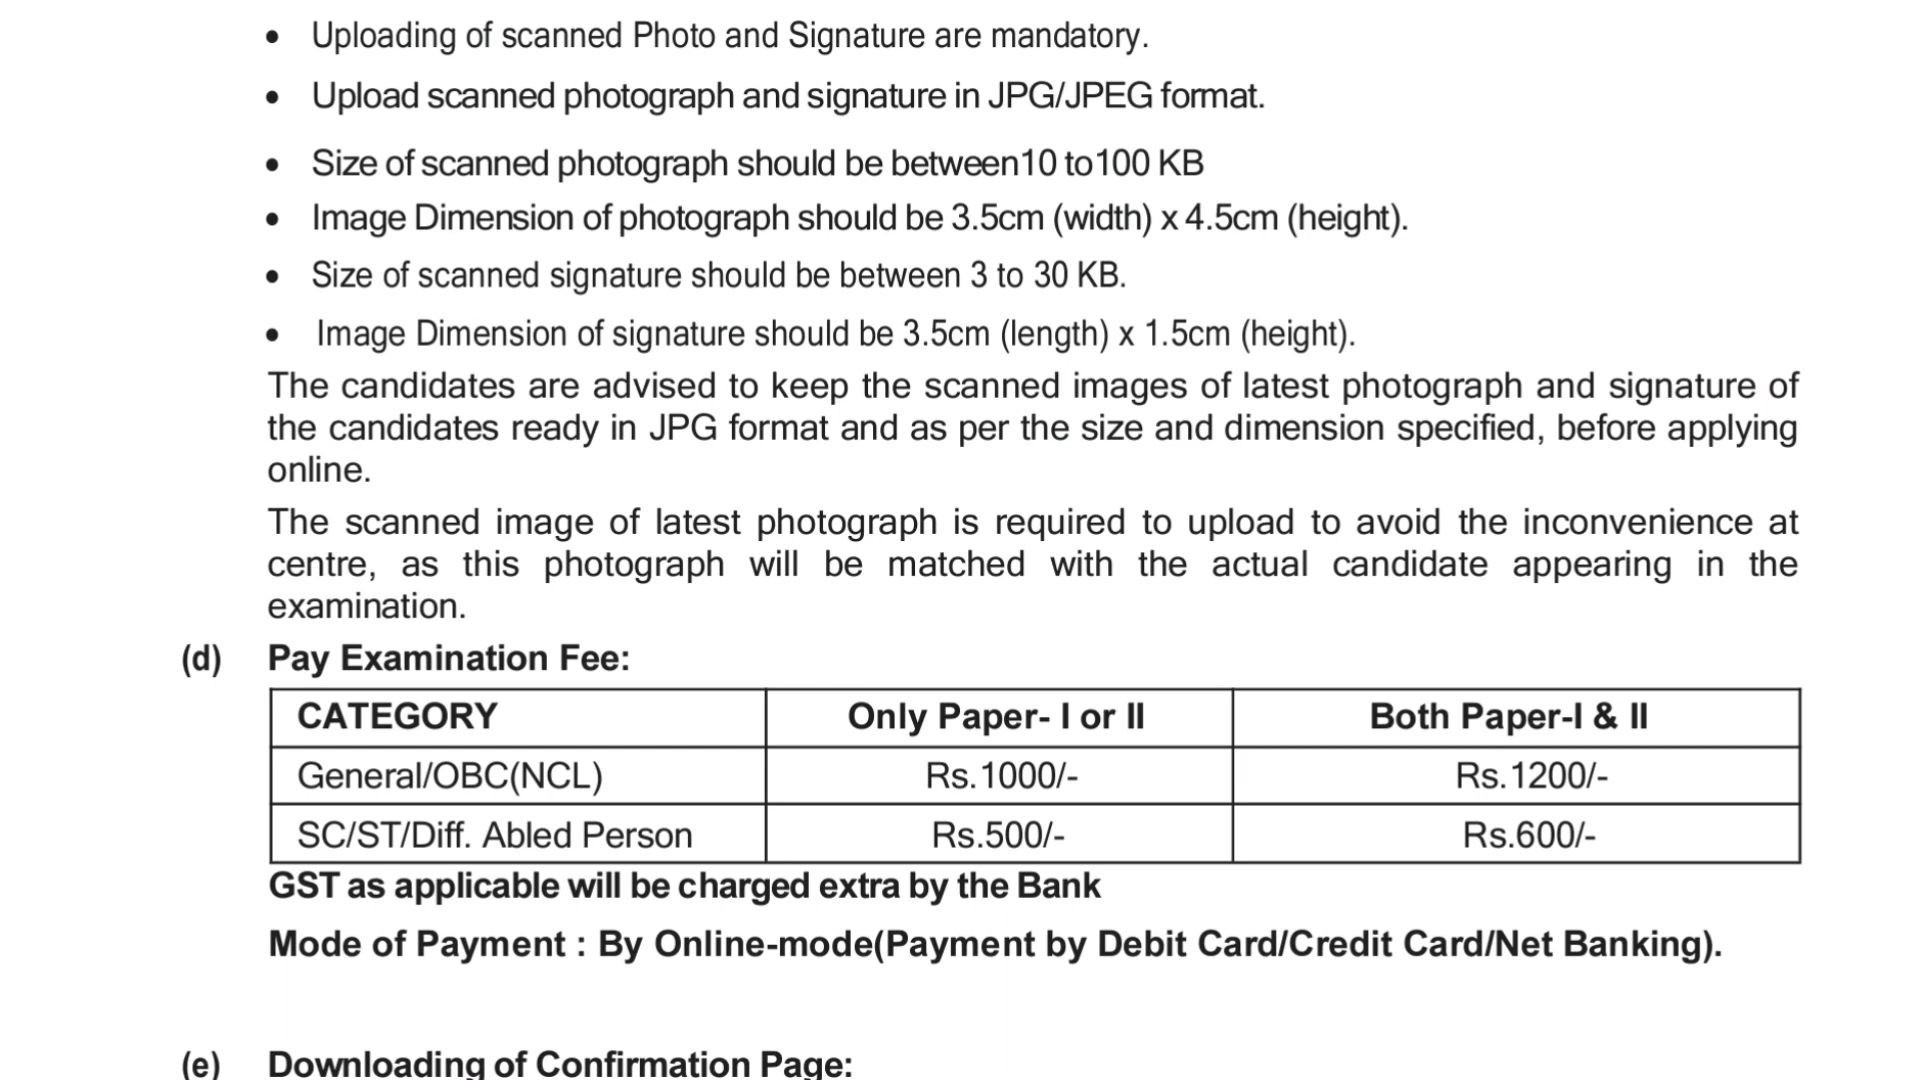 • Uploading of scanned Photo and Signature are mandatory.
• Upload scanned photograph and signature in JPG/JPEG format.
• Size of scanned photograph should be between10 to100 KB
• Image Dimension of photograph should be 3.5cm (width) x 4.5cm (height).
• Size of scanned signature should be between 3 to 30 KB.
• Image Dimension of signature should be 3.5cm (length) x 1.5cm (height).
The candidates are advised to keep the scanned images of latest photograph and signature of
the candidates ready in JPG format and as per the size and dimension specified, before applying
online.
The scanned image of latest photograph is required to upload to avoid the inconvenience at
centre, as this photograph will be matched with the actual candidate appearing in the
examination.
(d) Pay Examination Fee:
CATEGORY Only Paper- I or II Both Paper-I & II
General/OBC(NCL) Rs.1000/- Rs.1200/-
SC/ST/Diff. Abled Person Rs.500/- Rs.600/-
GST as applicable will be charged extra by the Bank
Mode of Payment : By Online-mode(Payment by Debit Card/Credit Card/Net Banking).
(e) Downloading of Confirmation Page: